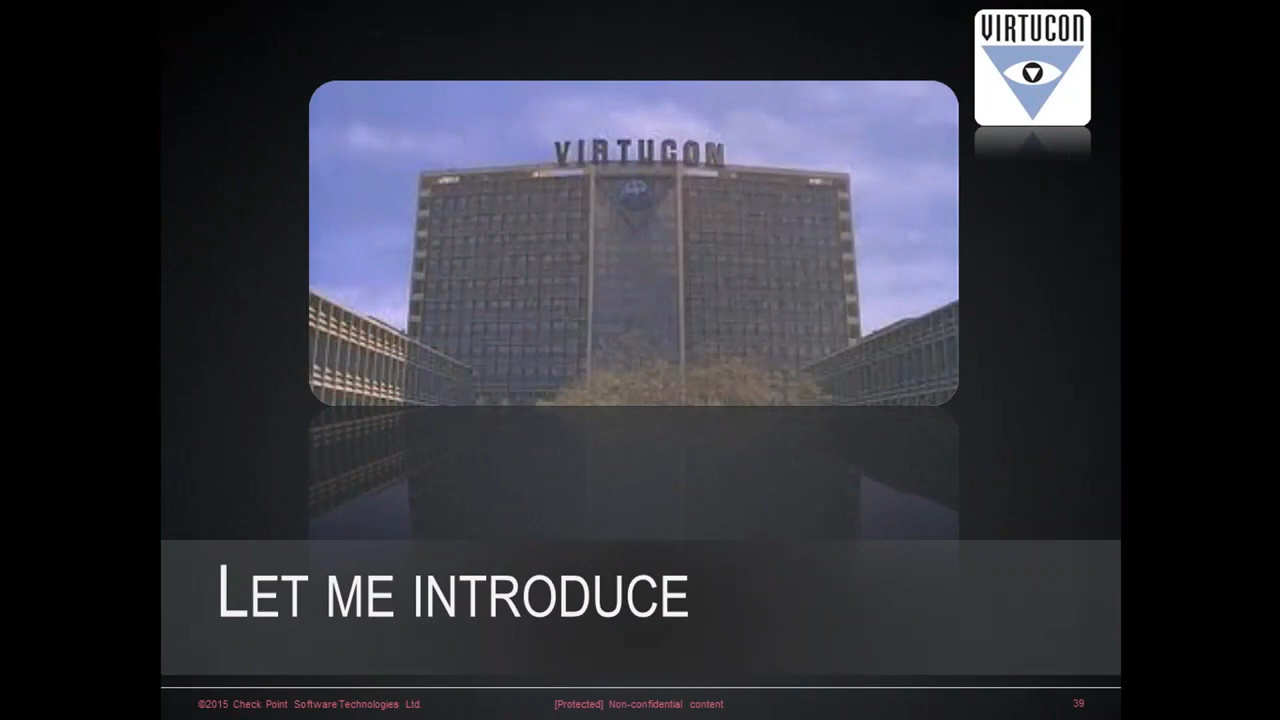 VIRTUCON
VIRTUCON
LET ME INTRODUCE
©2015 Check Point Software Technologies Ltd.
[Protected] Non-confidential content
39